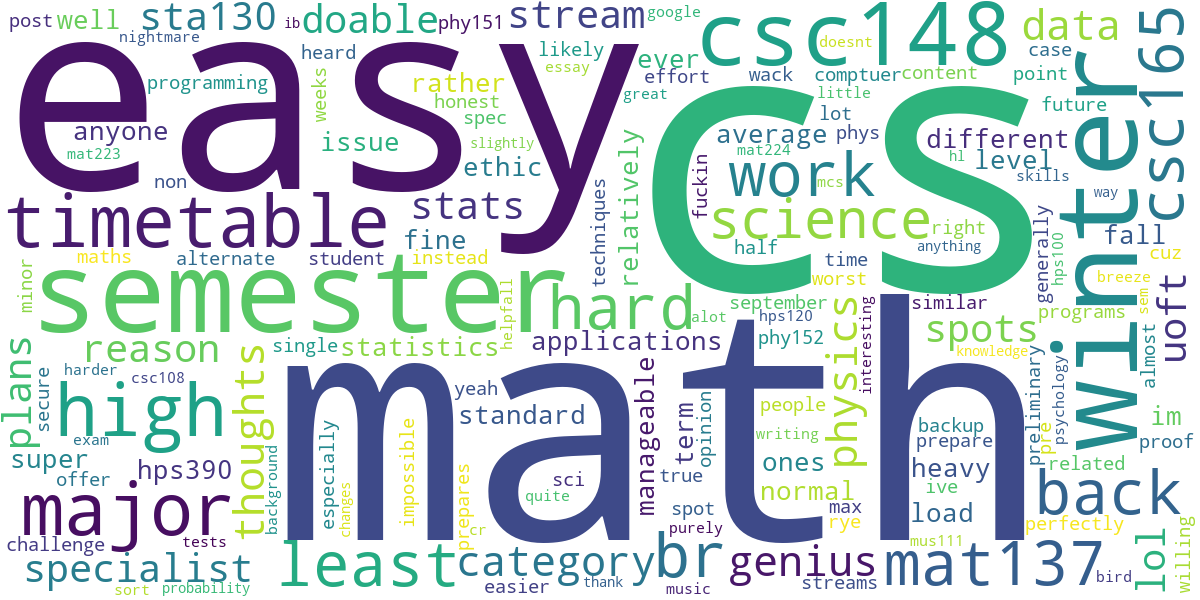 post
well
sta130
ib
doable
phy151
stream
google
csc148
doesnt
data
csc165
nightmare
easy
heard
likely
essay
ever
cs
wack
comptuer
content
case
point
programming
weeks
rather
honest
spec
effort
great
little
lot
future
winter
anyone
mat223
issue
slightly
ethic
average
phys
different
level
hl
skills
non
stats
techniques
relatively
fuckin
work
mat224
mcs
way
timetable
fine
science
right
generally
hps100
fall
uoft
maths
alternate
student
instead
half
time
anything
cuz
minor
semester
helpfall
hard
worst
breeze
sem
september
similar
programs
alot
hps120
physics
interesting
spots
plans
reason
single
statistics
applications
phy152
knowledge
almost
secure
harder
csc108
thoughts
math
yeah
manageable
term
opinion
people
preliminary
pre
psychology
high
exam
standard
writing
backup
prepare
im
proof
super
offer
hps390
background
especially
changes
impossible
prepares
sci
true
ones
heavy
related
major
quite
normal
max
ive
back
cr
spot
rye
load
challenge
tests
purely
mus111
perfectly
lol
willing
specialist
least
category
br
genius
mat137
bird
sort
probability
easier
thank
music
streams